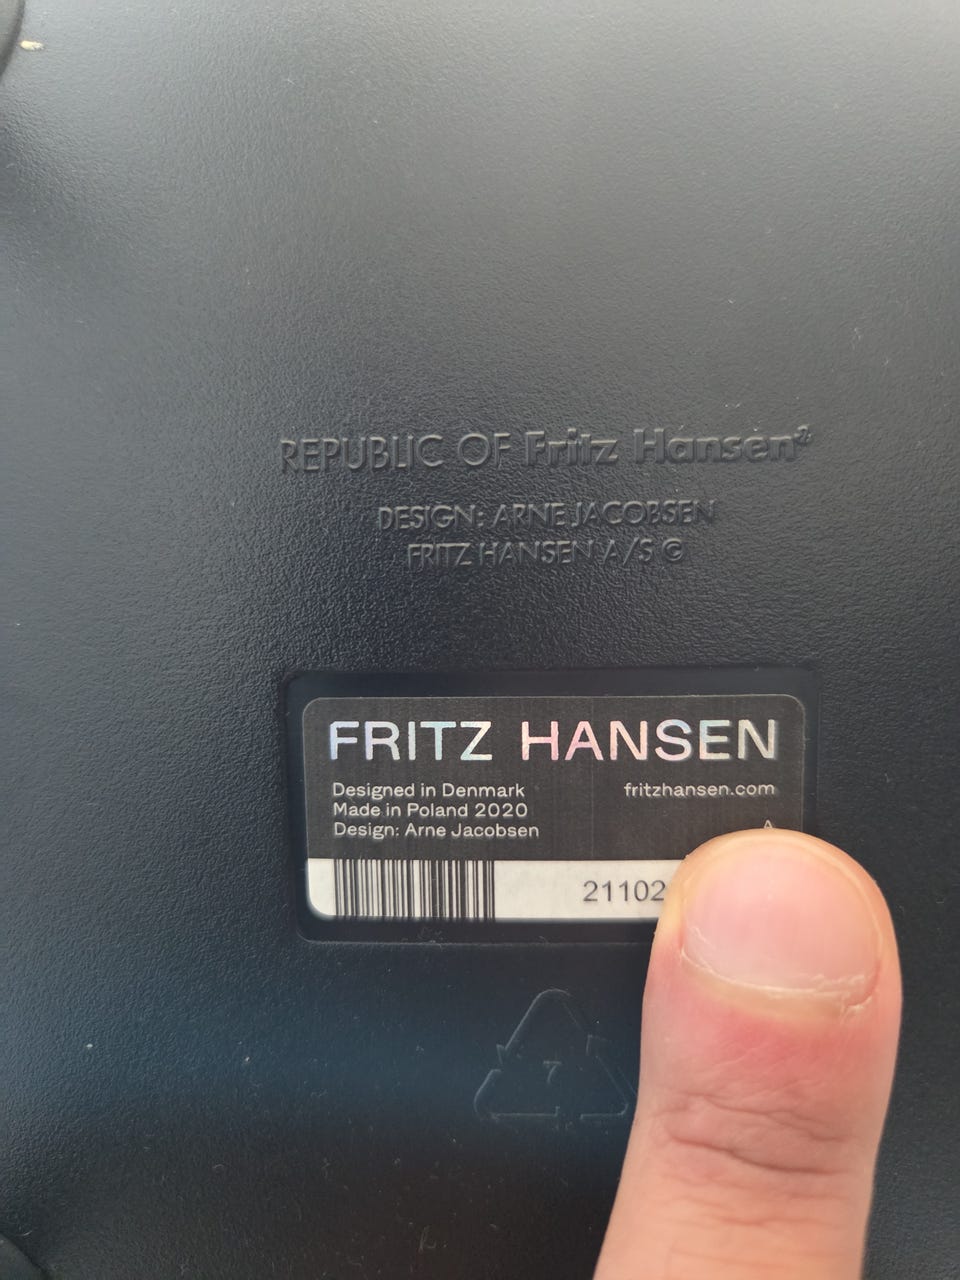 REPUBLIC OF Fritz Hansen®
DESIGN: ARNE JACOBSEN
FRITZ HANSEN A/S ©
FRITZ HANSEN
Designed in Denmark
fritzhansen.com
Made in Poland 2020
Design: Arne Jacobsen
A
21102
7